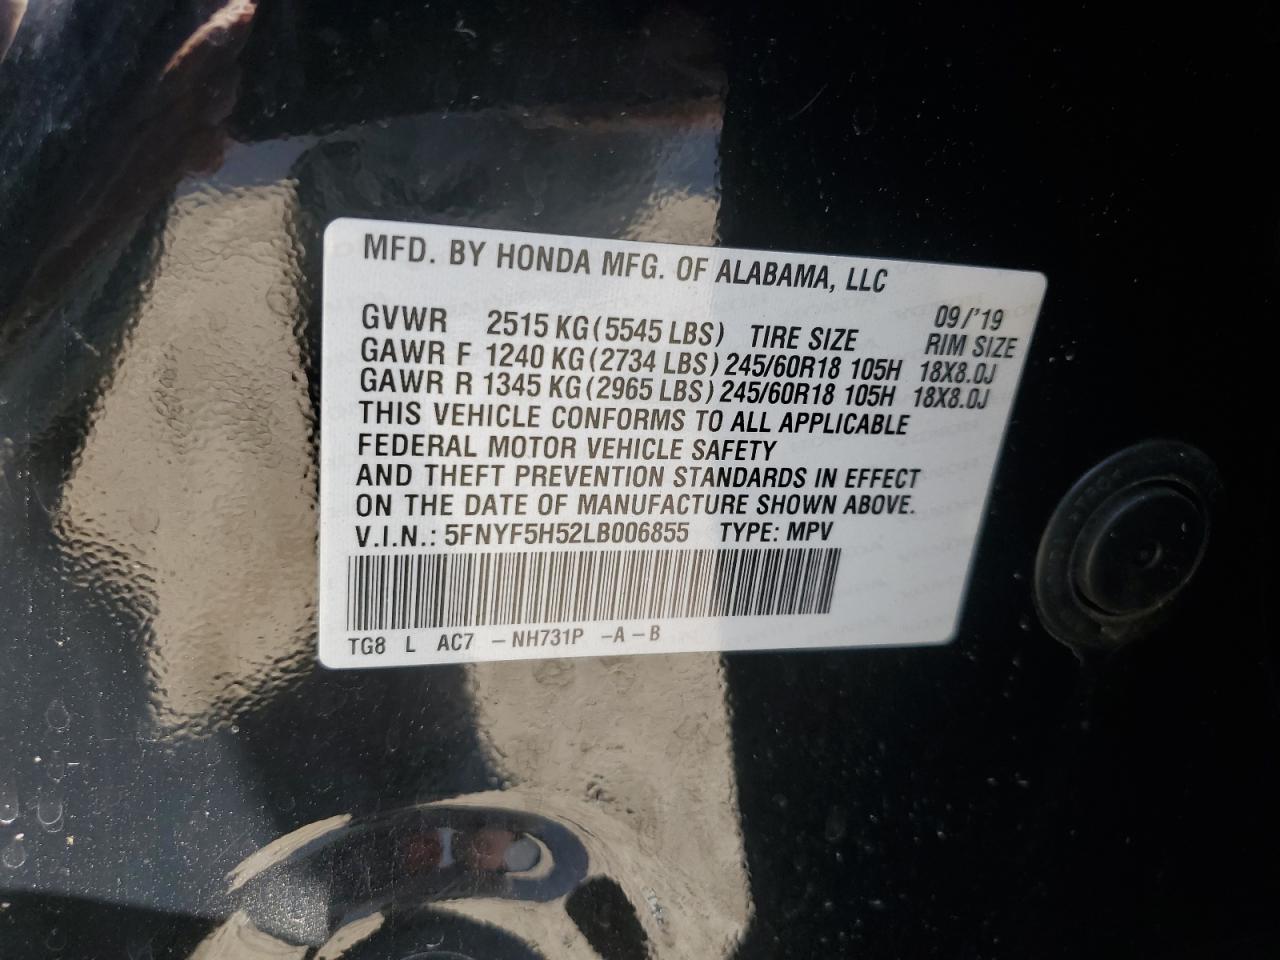 MFD. BY HONDA MFG. OF ALABAMA, LLC
09/'19
GVWR 2515 KG (5545 LBS) TIRE SIZE RIM SIZE
GAWR F 1240 KG (2734 LBS) 245/60R18 105H 18X8.0J
GAWR R 1345 KG (2965 LBS) 245/60R18 105H 18X8.0J
THIS VEHICLE CONFORMS TO ALL APPLICABLE
FEDERAL MOTOR VEHICLE SAFETY
AND THEFT PREVENTION STANDARDS IN EFFECT
ON THE DATE OF MANUFACTURE SHOWN ABOVE.
V.I.N.: 5FNYF5H52LB006855 TYPE: MPV
TG8 L AC7 -NH731P -A-B